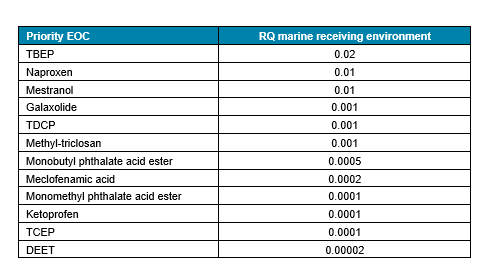 Priority EOC RQ marine receiving environment
TBEP 0.02
Naproxen 0.01
Mestranol 0.01
Galaxolide 0.001
TDCP 0.001
Methyl-triclosan 0.001
Monobutyl phthalate acid ester 0.0005
Meclofenamic acid 0.0002
Monomethyl phthalate acid ester 0.0001
Ketoprofen 0.0001
TCEP 0.0001
DEET 0.00002